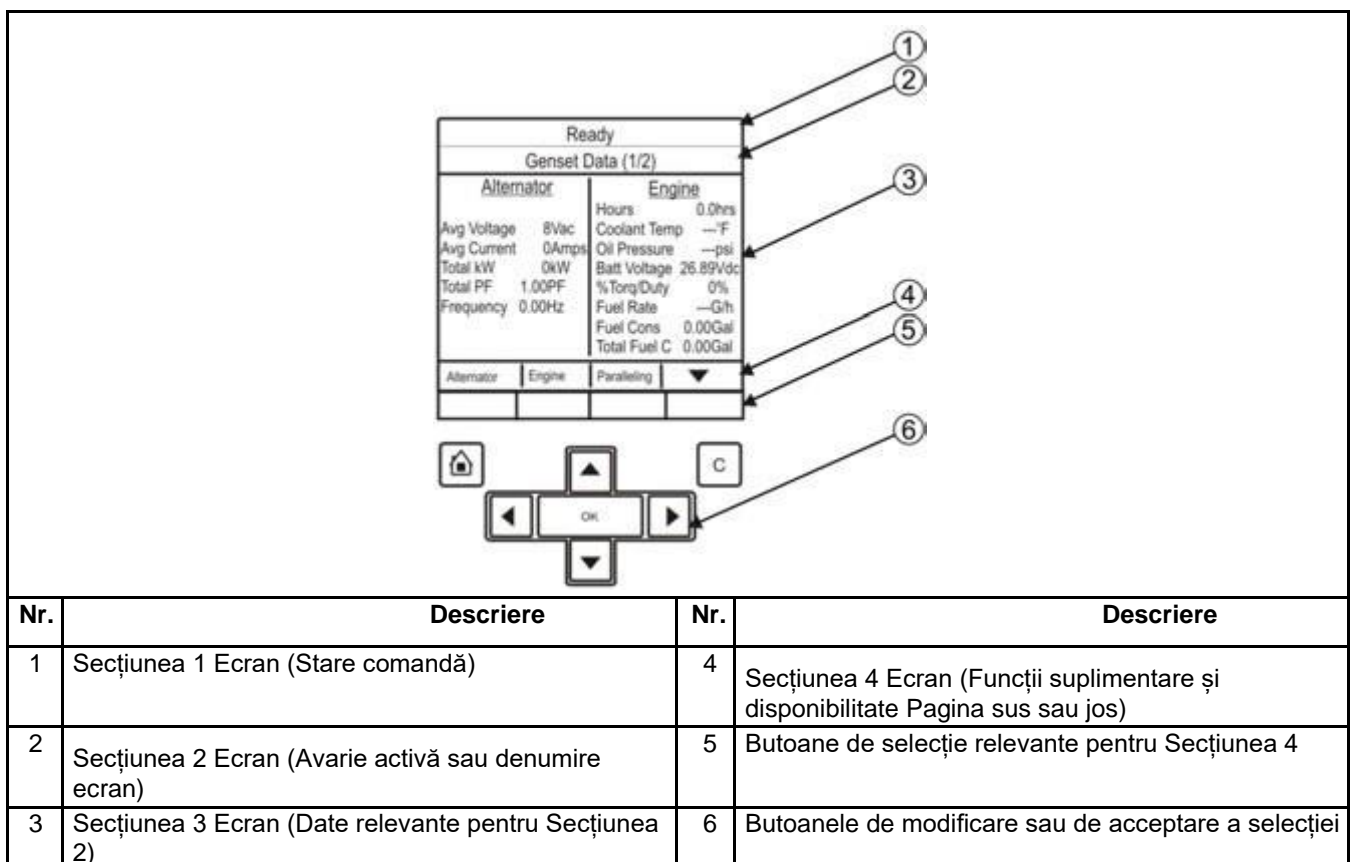 1
2
Ready
Genset Data (1/2)
3
Alternator
Avg Voltage 8Vac
Avg Current 0Amps
Total kW 0kW
Total PF 1.00PF
Frequency 0.00Hz
Engine
Hours 0.0hrs
Coolant Temp ---°F
Oil Pressure ---psi
Batt Voltage 26.89Vdc
%Torq/Duty 0%
Fuel Rate ---G/h
Fuel Cons 0.00Gal
Total Fuel C 0.00Gal
4
5
Alternator Engine Paralleling
6
C
OK
Nr. Descriere Nr. Descriere
1 Secțiunea 1 Ecran (Stare comandă)
4 Secțiunea 4 Ecran (Funcții suplimentare și
disponibilitate Pagina sus sau jos)
2 Secțiunea 2 Ecran (Avarie activă sau denumire
ecran)
5 Butoane de selecție relevante pentru Secțiunea 4
3 Secțiunea 3 Ecran (Date relevante pentru Secțiunea
2)
6 Butoanele de modificare sau de acceptare a selecției